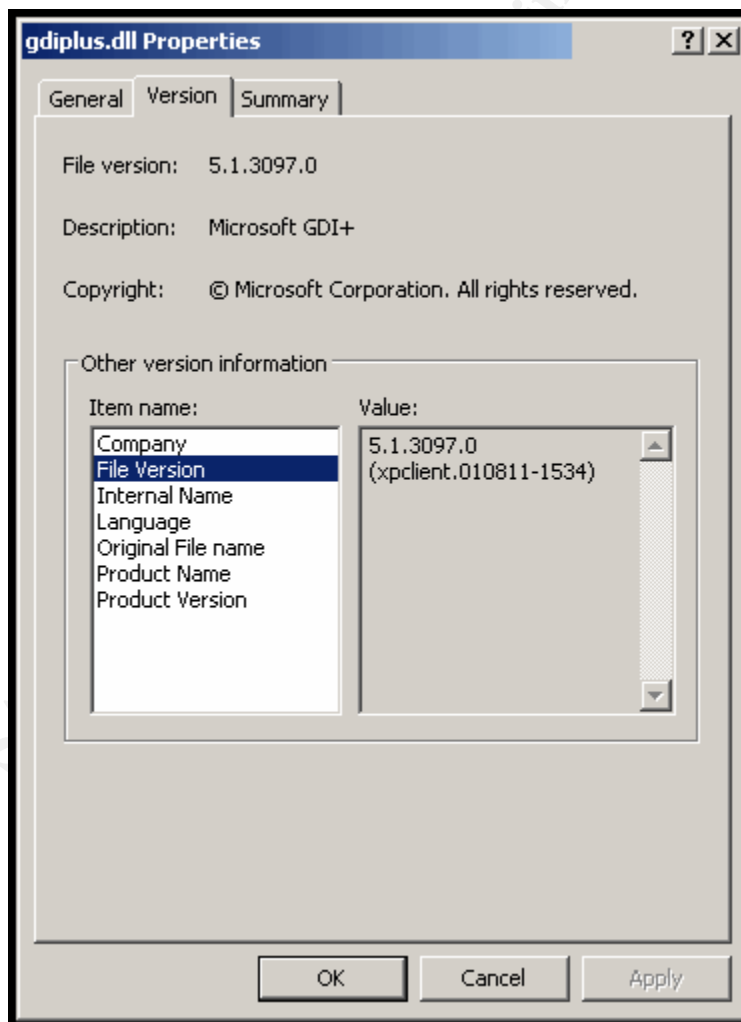 gdiplus.dll Properties
General Version Summary
File version: 5.1.3097.0
Description: Microsoft GDI+
Copyright: © Microsoft Corporation. All rights reserved.
Other version information
Item name: Value:
Company
File Version
Internal Name
Language
Original File name
Product Name
Product Version
5.1.3097.0
(xpclient.010811-1534)
OK Cancel Apply